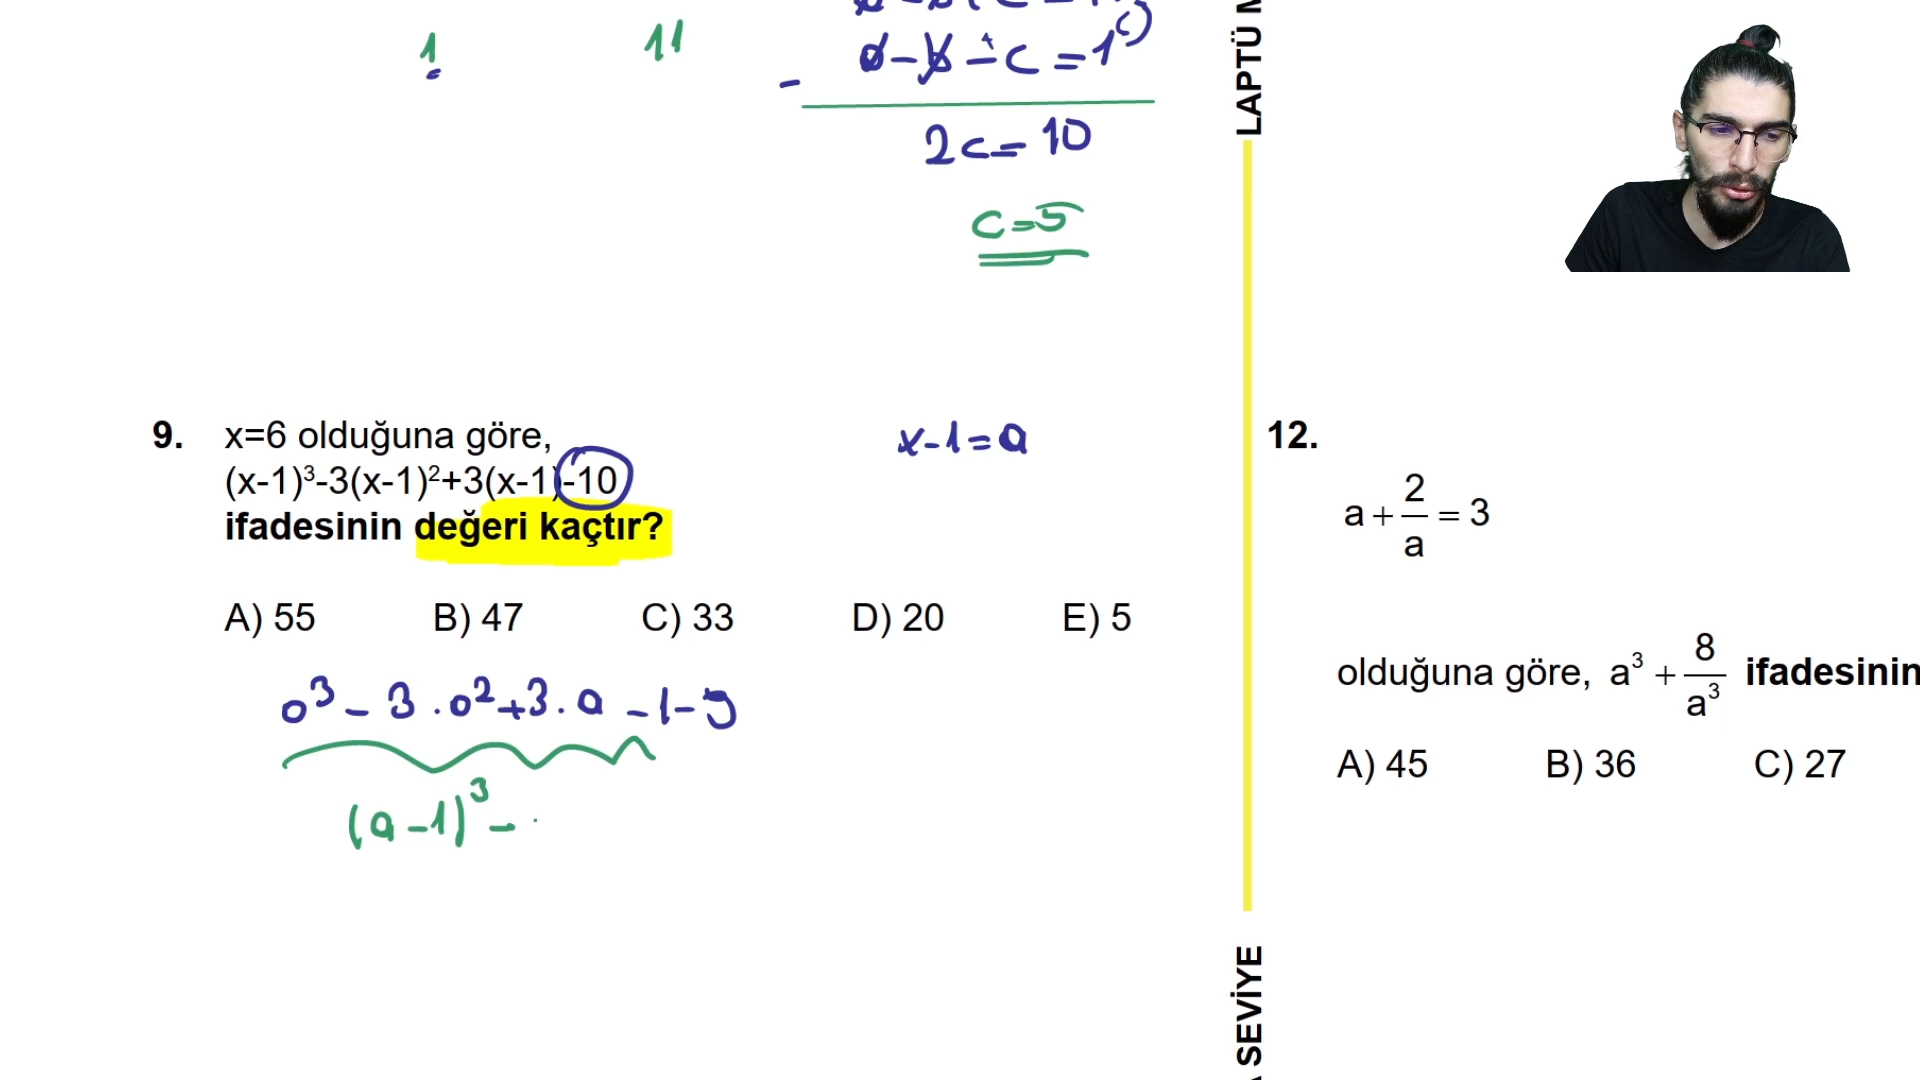 1
11
a-b-c=1
-
2c=10
c=5
9. x=6 olduğuna göre,
(x-1)³-3(x-1)²+3(x-1)-10
ifadesinin değeri kaçtır?
x-1=a
A) 55 B) 47 C) 33 D) 20 E) 5
a³-3.a²+3.a-1-9
(a-1)³-
LAPTÜ
SEVİYE
12.
a+2/a=3
olduğuna göre, a³+8/a³ ifadesinin
A) 45 B) 36 C) 27